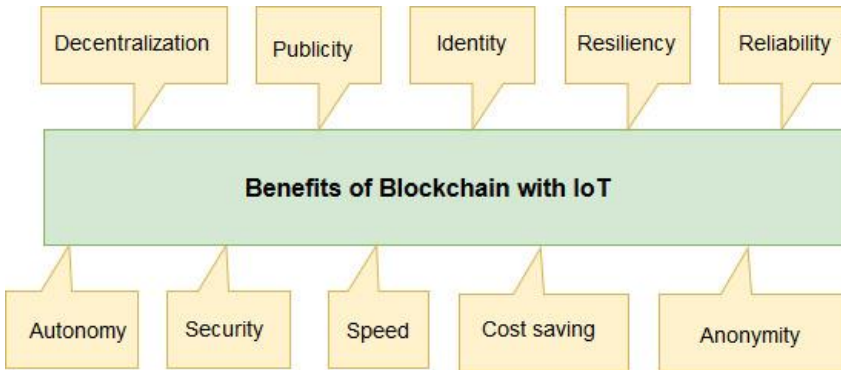 Decentralization
Publicity
Identity
Resiliency
Reliability
Benefits of Blockchain with IoT
Autonomy
Security
Speed
Cost saving
Anonymity